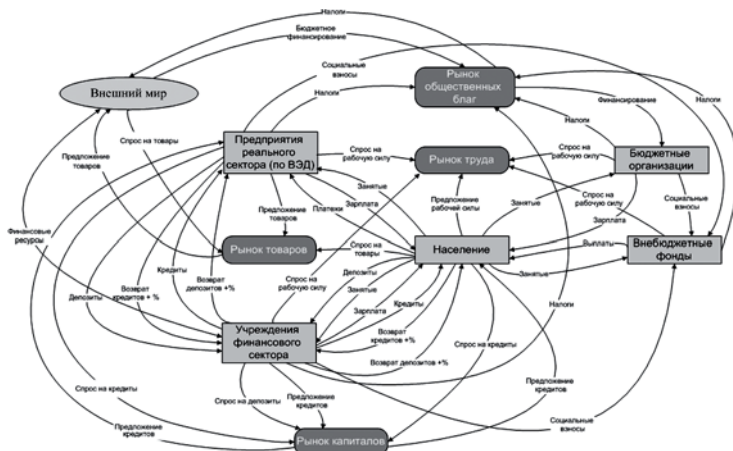 Налоги
Бюджетное
финансирование
Социальные
взносы
Налоги
Рынок
общественных
благ
Внешний мир
Финансирование
Налоги
Налоги
Спрос на товары
Предприятия
реального
сектора (по ВЭД)
Спрос на
рабочую силу
Рынок труда
Спрос на
рабочую силу
Бюджетные
организации
Предложение
товаров
Занятые
Спрос на
рабочую силу
Предложение
рабочей силы
Занятые
Социальные
взносы
Предложение
товаров
Платежи
Зарплата
Зарплата
Финансовые
ресурсы
Рынок товаров
Спрос на
товары
Население
Выплаты
Внебюджетные
фонды
Занятые
Депозиты
Кредиты
Возврат
депозитов +%
Спрос на
рабочую силу
Депозиты
Занятые
Возврат
кредитов + %
Зарплата
Кредиты
Налоги
Учреждения
финансового
сектора
Возврат
кредитов +%
Спрос на кредиты
Возврат депозитов +%
Спрос на кредиты
Спрос на депозиты
Предложение
кредитов
Предложение
кредитов
Предложение
кредитов
Социальные
взносы
Рынок капиталов